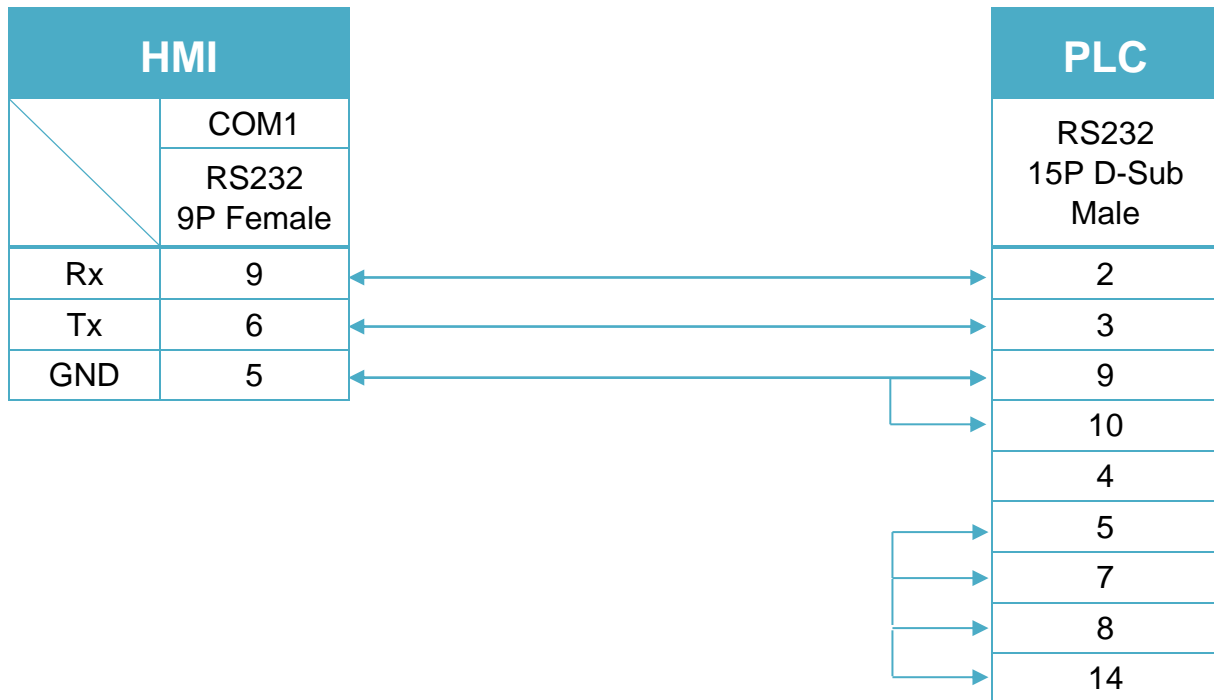 HMI
PLC
COM1
RS232
9P Female
RS232
15P D-Sub
Male
Rx 9 2
Tx 6 3
GND 5 9
10
4
5
7
8
14